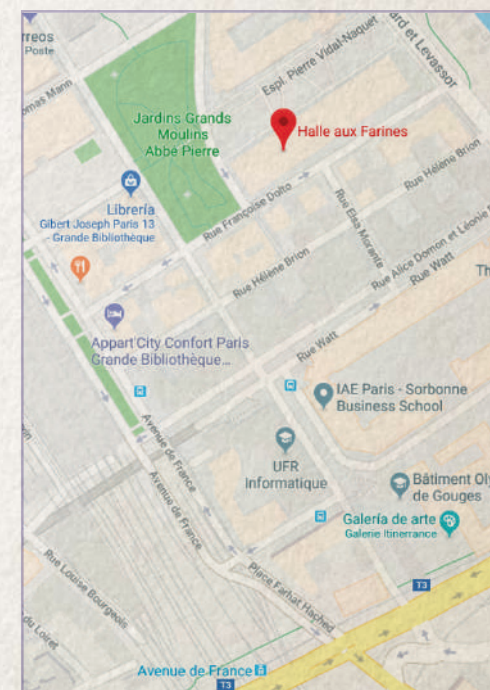 rreos
Poste
omas Mann
ard et Levassor
Espl. Pierre Vidal-Naquet
Jardins Grands
Moulins
Abbé Pierre
Halle aux Farines
Librería
Gibert Joseph Paris 13
Grande Bibliothèque
Rue Françoise Dolto
Rue Hélène Brion
Rue Elsa Morante
Rue Hélène Brion
Rue Alice Domon et Léonie
Rue Watt
Th
Appart'City Confort Paris
Grande Bibliothèque...
Rue Watt
IAE Paris - Sorbonne
Business School
Avenue de France
UFR
Informatique
Bâtiment Oly
de Gouges
Avenue de France
Galería de arte
Galerie Itinerrance
Rue Louise Bourgeois
Place Farhat Hached
du Loiret
T3
Avenue de France
T3